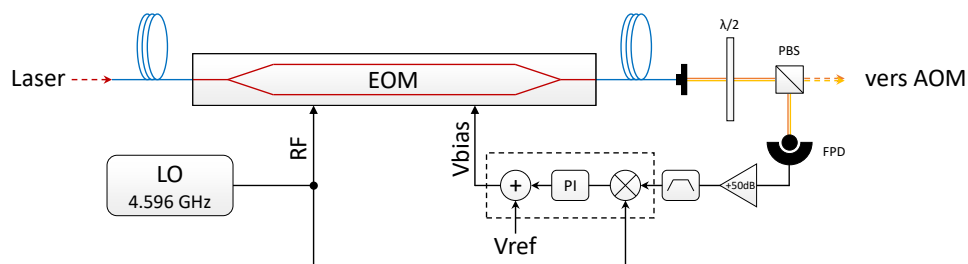 λ/2
PBS
Laser
EOM
vers AOM
RF
Vbias
FPD
LO
4.596 GHz
+
PI
+50dB
Vref